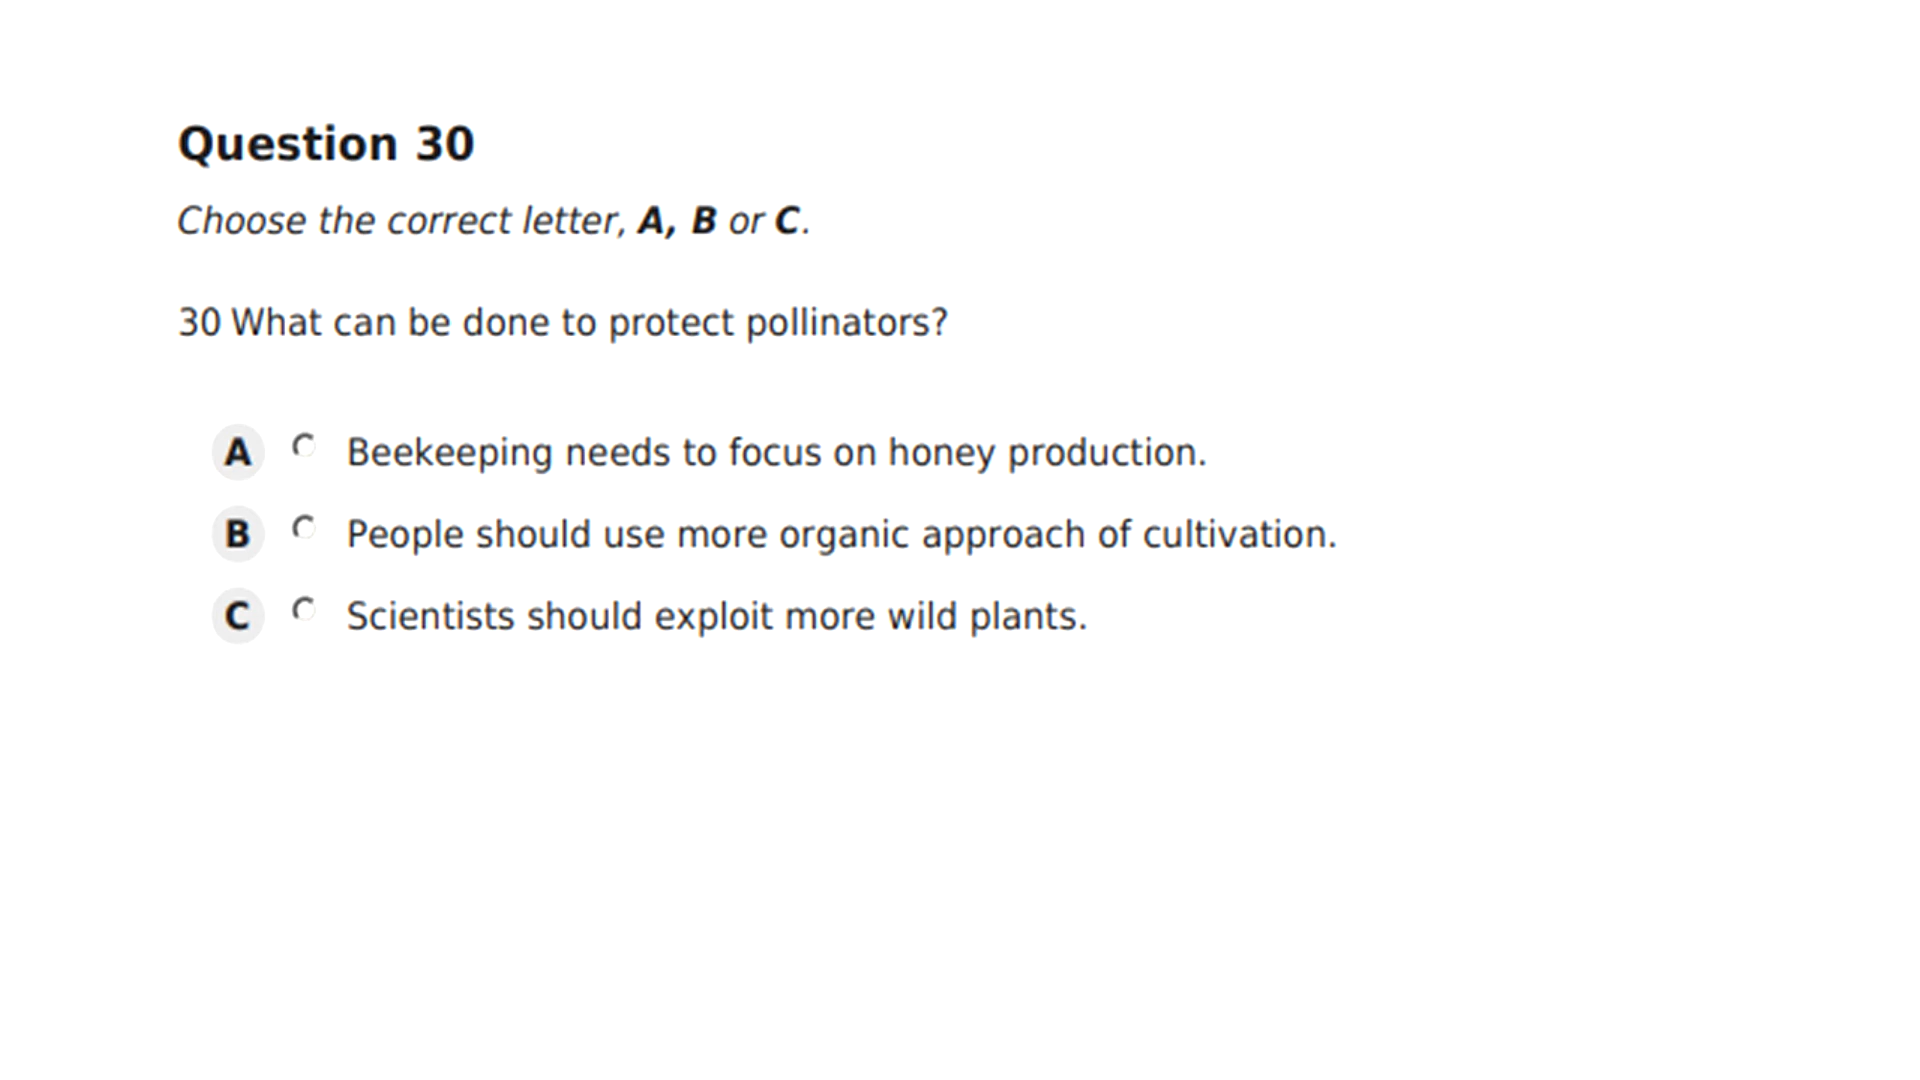 Question 30
Choose the correct letter, A, B or C.
30 What can be done to protect pollinators?
A Beekeeping needs to focus on honey production.
B People should use more organic approach of cultivation.
C Scientists should exploit more wild plants.